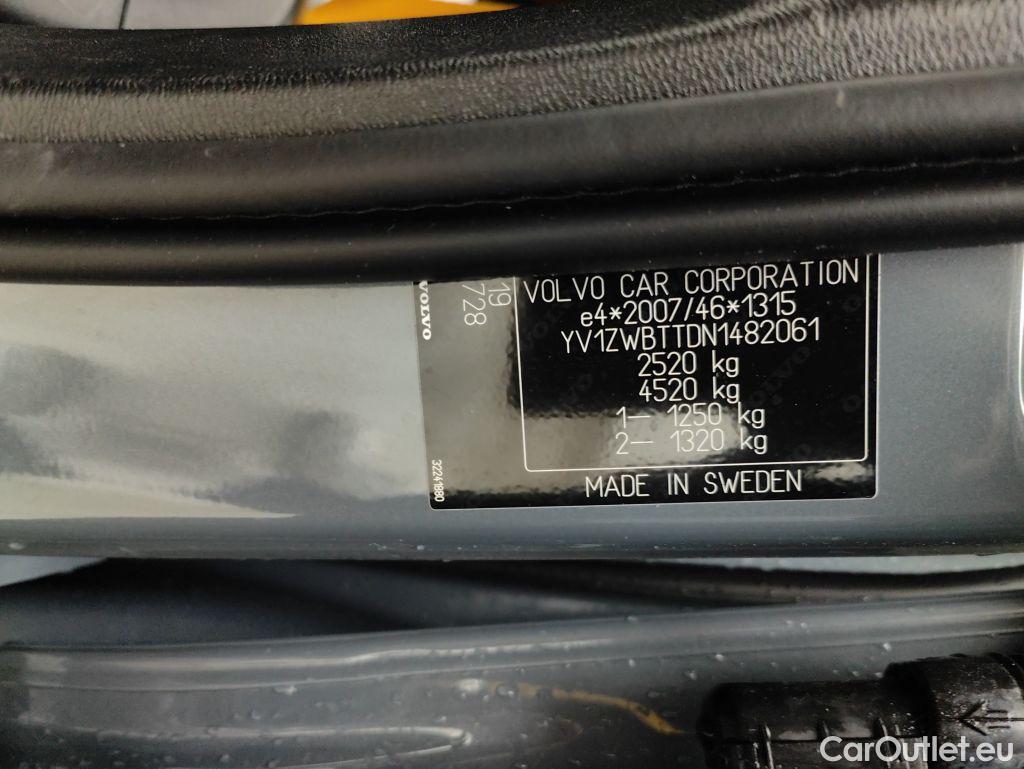 VOLVO CAR CORPORATION
e4*2007/46*1315
YV1ZWBTTDN1482061
2520 kg
4520 kg
1— 1250 kg
2— 1320 kg
MADE IN SWEDEN
VOLVO
19
728
32241880
CarOutlet.eu